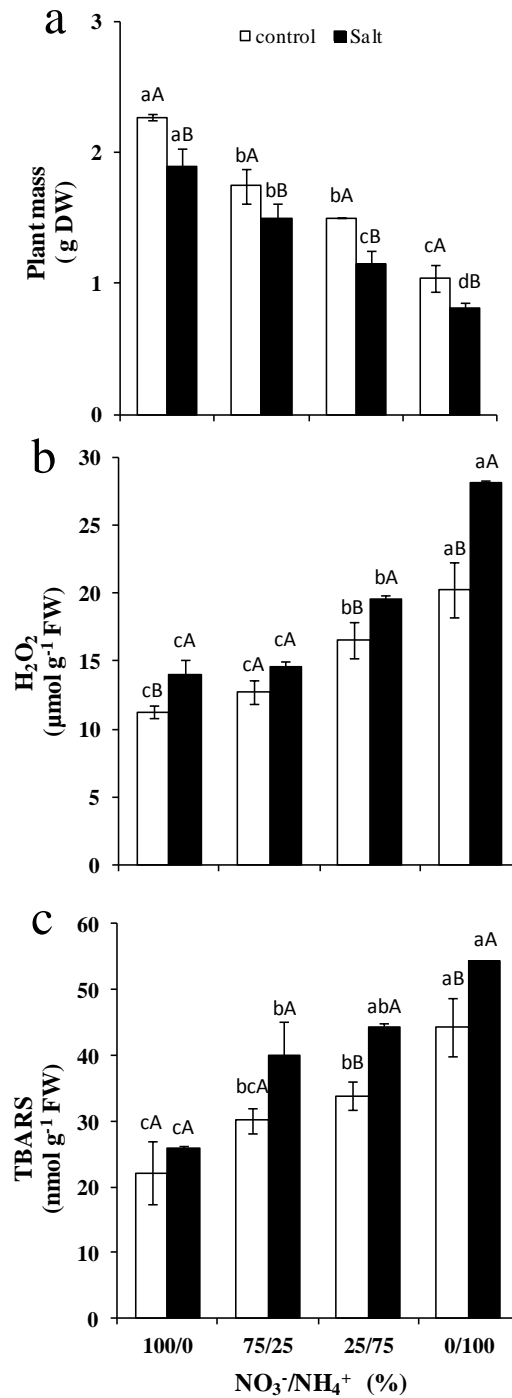 a
control Salt
3
2
1
0
Plant mass
( g DW)
aA
aB
bA
bB
bA
cB
cA
dB
b
30
25
20
15
10
5
0
H₂O₂
(μmol g⁻¹ FW)
cB
cA
cA
cA
bB
bA
aB
aA
c
60
50
40
30
20
10
0
TBARS
(nmol g⁻¹ FW)
cA
cA
bcA
bA
bB
abA
aB
aA
100/0 75/25 25/75 0/100
NO₃⁻/NH₄⁺ (%)